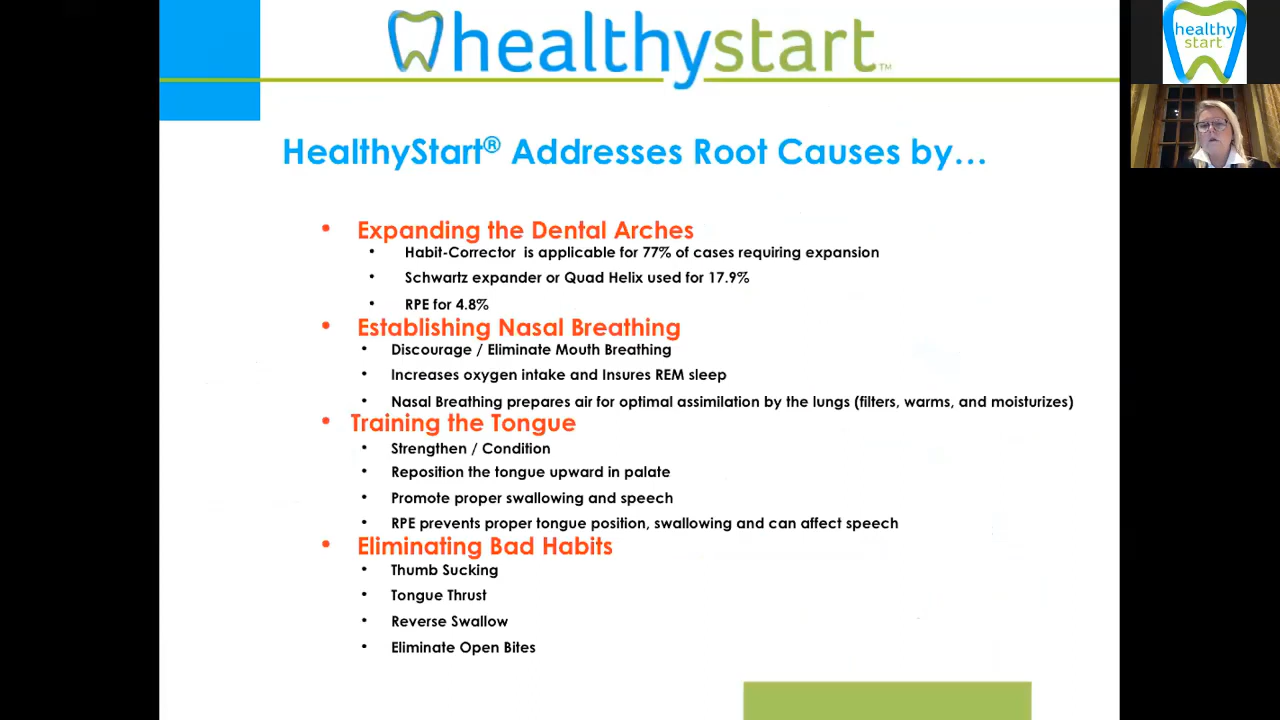 healthystart™
healthy
start
HealthyStart® Addresses Root Causes by...
• Expanding the Dental Arches
• Habit-Corrector is applicable for 77% of cases requiring expansion
• Schwartz expander or Quad Helix used for 17.9%
• RPE for 4.8%
• Establishing Nasal Breathing
• Discourage / Eliminate Mouth Breathing
• Increases oxygen intake and Insures REM sleep
• Nasal Breathing prepares air for optimal assimilation by the lungs (filters, warms, and moisturizes)
• Training the Tongue
• Strengthen / Condition
• Reposition the tongue upward in palate
• Promote proper swallowing and speech
• RPE prevents proper tongue position, swallowing and can affect speech
• Eliminating Bad Habits
• Thumb Sucking
• Tongue Thrust
• Reverse Swallow
• Eliminate Open Bites